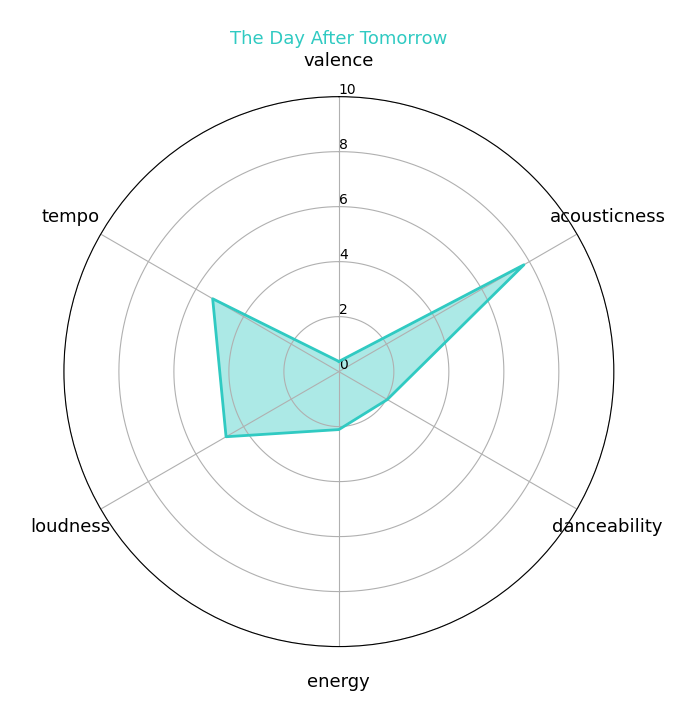 The Day After Tomorrow
valence
10
8
6
4
2
0
tempo
acousticness
loudness
danceability
energy